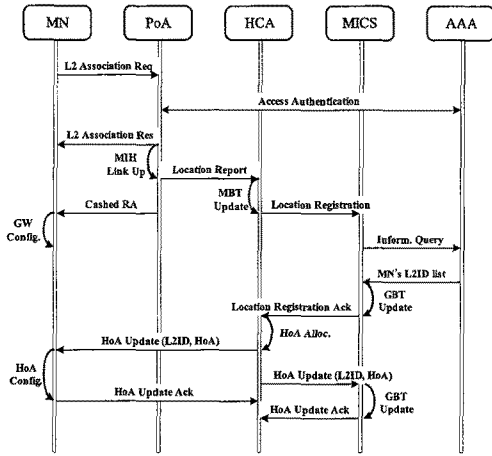 MN
PoA
HCA
MICS
AAA
L2 Association Req
Access Authentication
L2 Association Res
MIH
Link Up
Location Report
MBT
Update
Cashed RA
Location Registration
GW
Config.
Inform. Query
MN's L2ID list
GBT
Update
Location Registration Ack
HoA Alloc.
HoA Update (L2ID, HoA)
HoA
Config.
HoA Update (L2ID, HoA)
HoA Update Ack
GBT
Update
HoA Update Ack